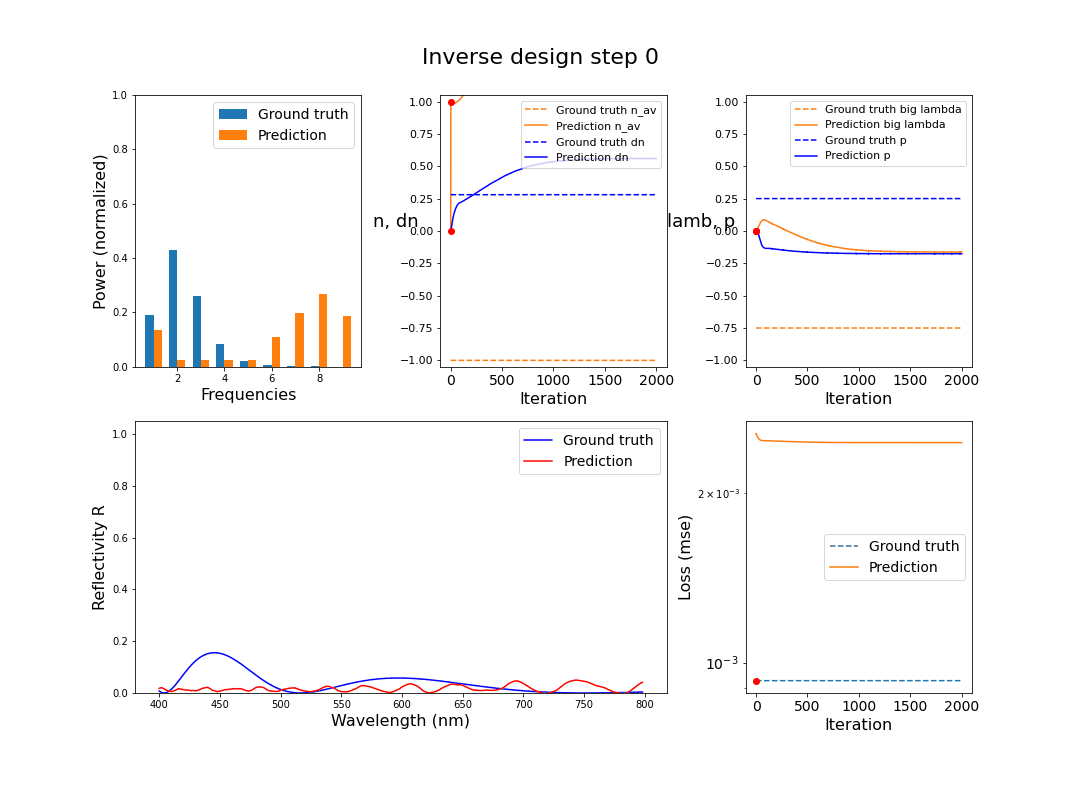 Inverse design step 0
1.0
0.8
0.6
0.4
0.2
0.0
2
4
6
8
Power (normalized)
Frequencies
Ground truth
Prediction
1.00
0.75
0.50
0.25
0.00
−0.25
−0.50
−0.75
−1.00
0
500
1000
1500
2000
n, dn
Iteration
Ground truth n_av
Prediction n_av
Ground truth dn
Prediction dn
1.00
0.75
0.50
0.25
0.00
−0.25
−0.50
−0.75
−1.00
0
500
1000
1500
2000
lamb, p
Iteration
Ground truth big lambda
Prediction big lambda
Ground truth p
Prediction p
1.0
0.8
0.6
0.4
0.2
0.0
400
450
500
550
600
650
700
750
800
Reflectivity R
Wavelength (nm)
Ground truth
Prediction
2 × 10⁻³
10⁻³
0
500
1000
1500
2000
Loss (mse)
Iteration
Ground truth
Prediction